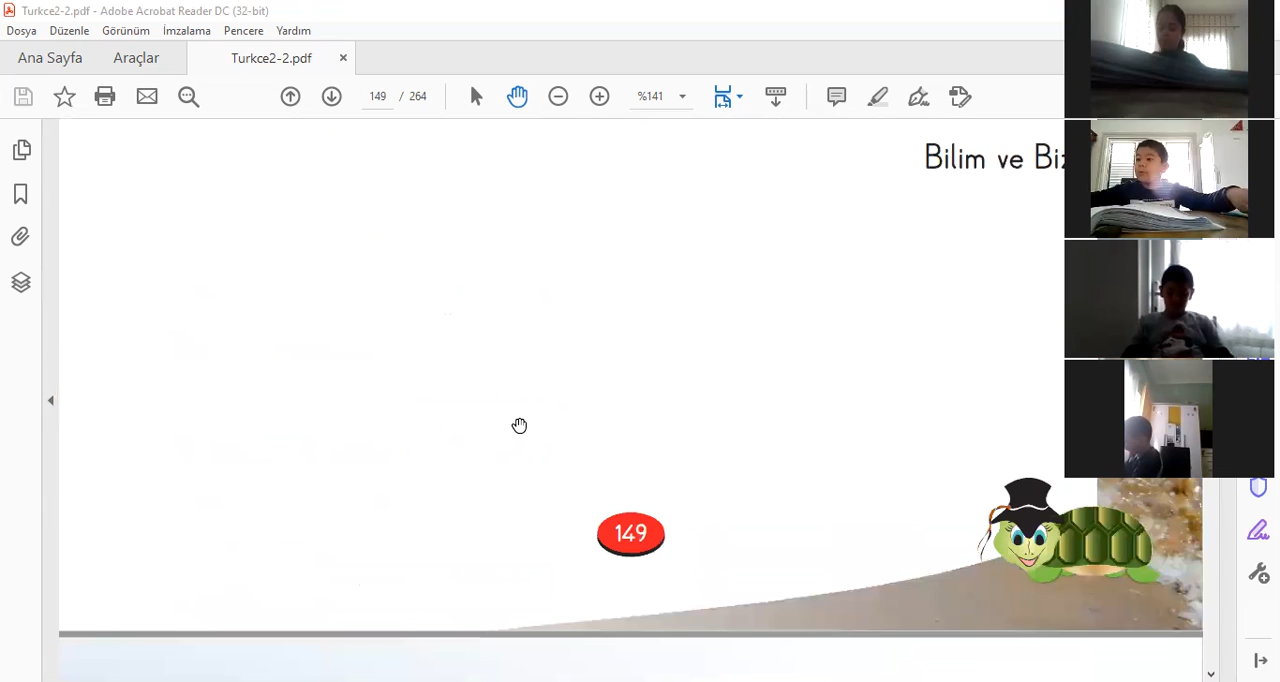 Turkce2-2.pdf - Adobe Acrobat Reader DC (32-bit)
Dosya Düzenle Görünüm İmzalama Pencere Yardım
Ana Sayfa Araçlar Turkce2-2.pdf ×
149 / 264 %141
Bilim ve Biz
149